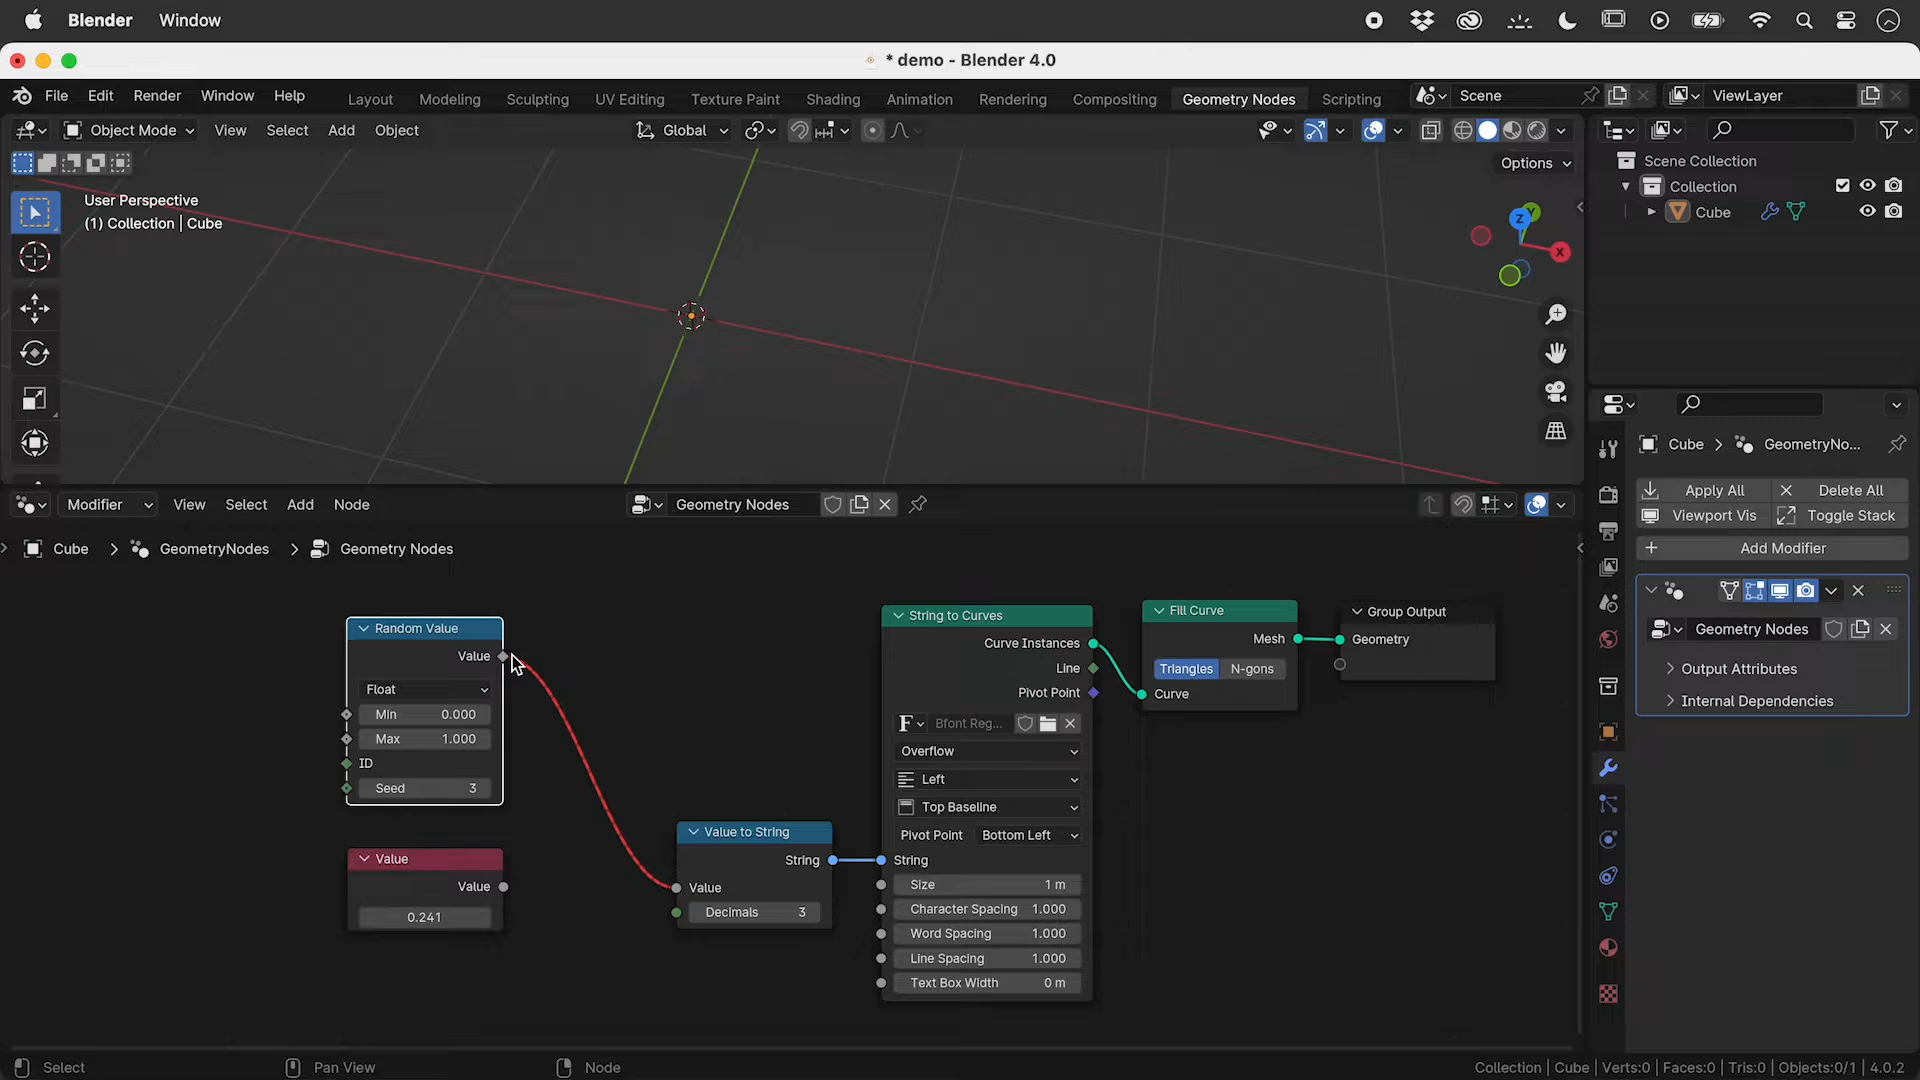 Blender Window
* demo - Blender 4.0
File Edit Render Window Help Layout Modeling Sculpting UV Editing Texture Paint Shading Animation Rendering Compositing Geometry Nodes Scripting Scene ViewLayer
Object Mode View Select Add Object Global
Options
User Perspective
(1) Collection | Cube
Z Y X
Scene Collection
Collection
Cube
Cube GeometryNo...
Apply All Delete All
Viewport Vis Toggle Stack
Add Modifier
Geometry Nodes
Output Attributes
Internal Dependencies
Modifier View Select Add Node Geometry Nodes
Cube GeometryNodes Geometry Nodes
Random Value
Value
Float
Min 0.000
Max 1.000
ID
Seed 3
Value
Value
0.241
Value to String
String
Value
Decimals 3
String to Curves
Curve Instances
Line
Pivot Point
F Bfont Reg...
Overflow
Left
Top Baseline
Pivot Point Bottom Left
String
Size 1 m
Character Spacing 1.000
Word Spacing 1.000
Line Spacing 1.000
Text Box Width 0 m
Fill Curve
Mesh
Triangles N-gons
Curve
Group Output
Geometry
Select Pan View Node Collection | Cube | Verts:0 | Faces:0 | Tris:0 | Objects:0/1 | 4.0.2